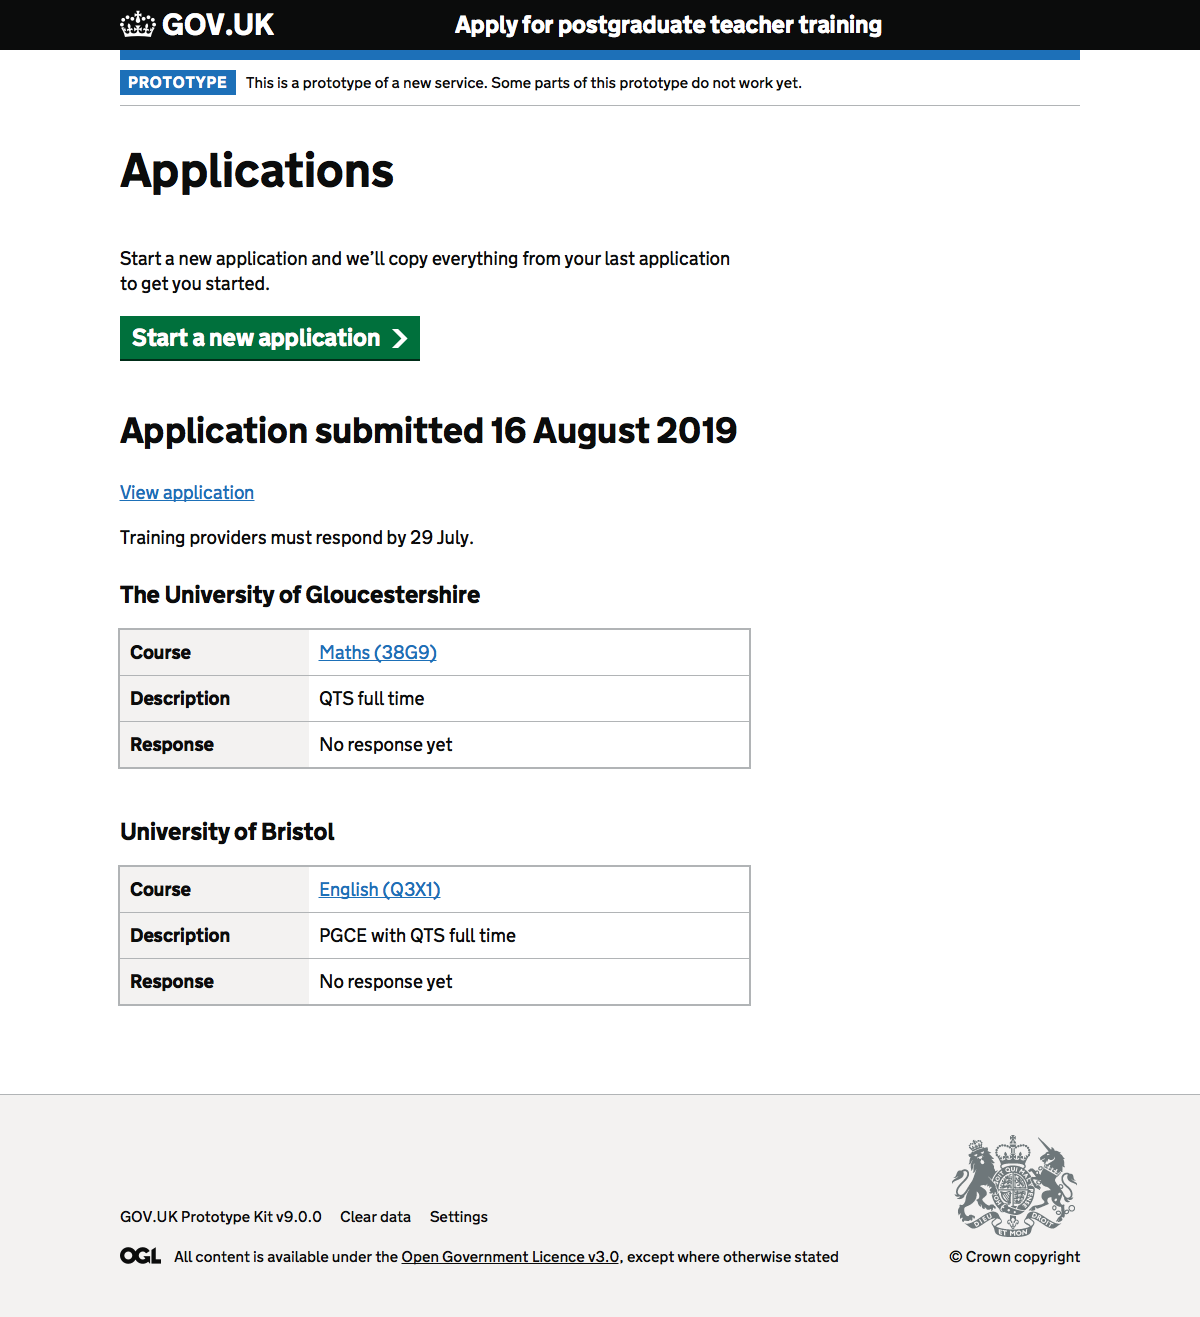 GOV.UK
Apply for postgraduate teacher training
PROTOTYPE This is a prototype of a new service. Some parts of this prototype do not work yet.
Applications
Start a new application and we’ll copy everything from your last application
to get you started.
Start a new application
Application submitted 16 August 2019
View application
Training providers must respond by 29 July.
The University of Gloucestershire
Course Maths (38G9)
Description QTS full time
Response No response yet
University of Bristol
Course English (Q3X1)
Description PGCE with QTS full time
Response No response yet
GOV.UK Prototype Kit v9.0.0 Clear data Settings
OGL All content is available under the Open Government Licence v3.0, except where otherwise stated
DIEU ET MON DROIT
© Crown copyright